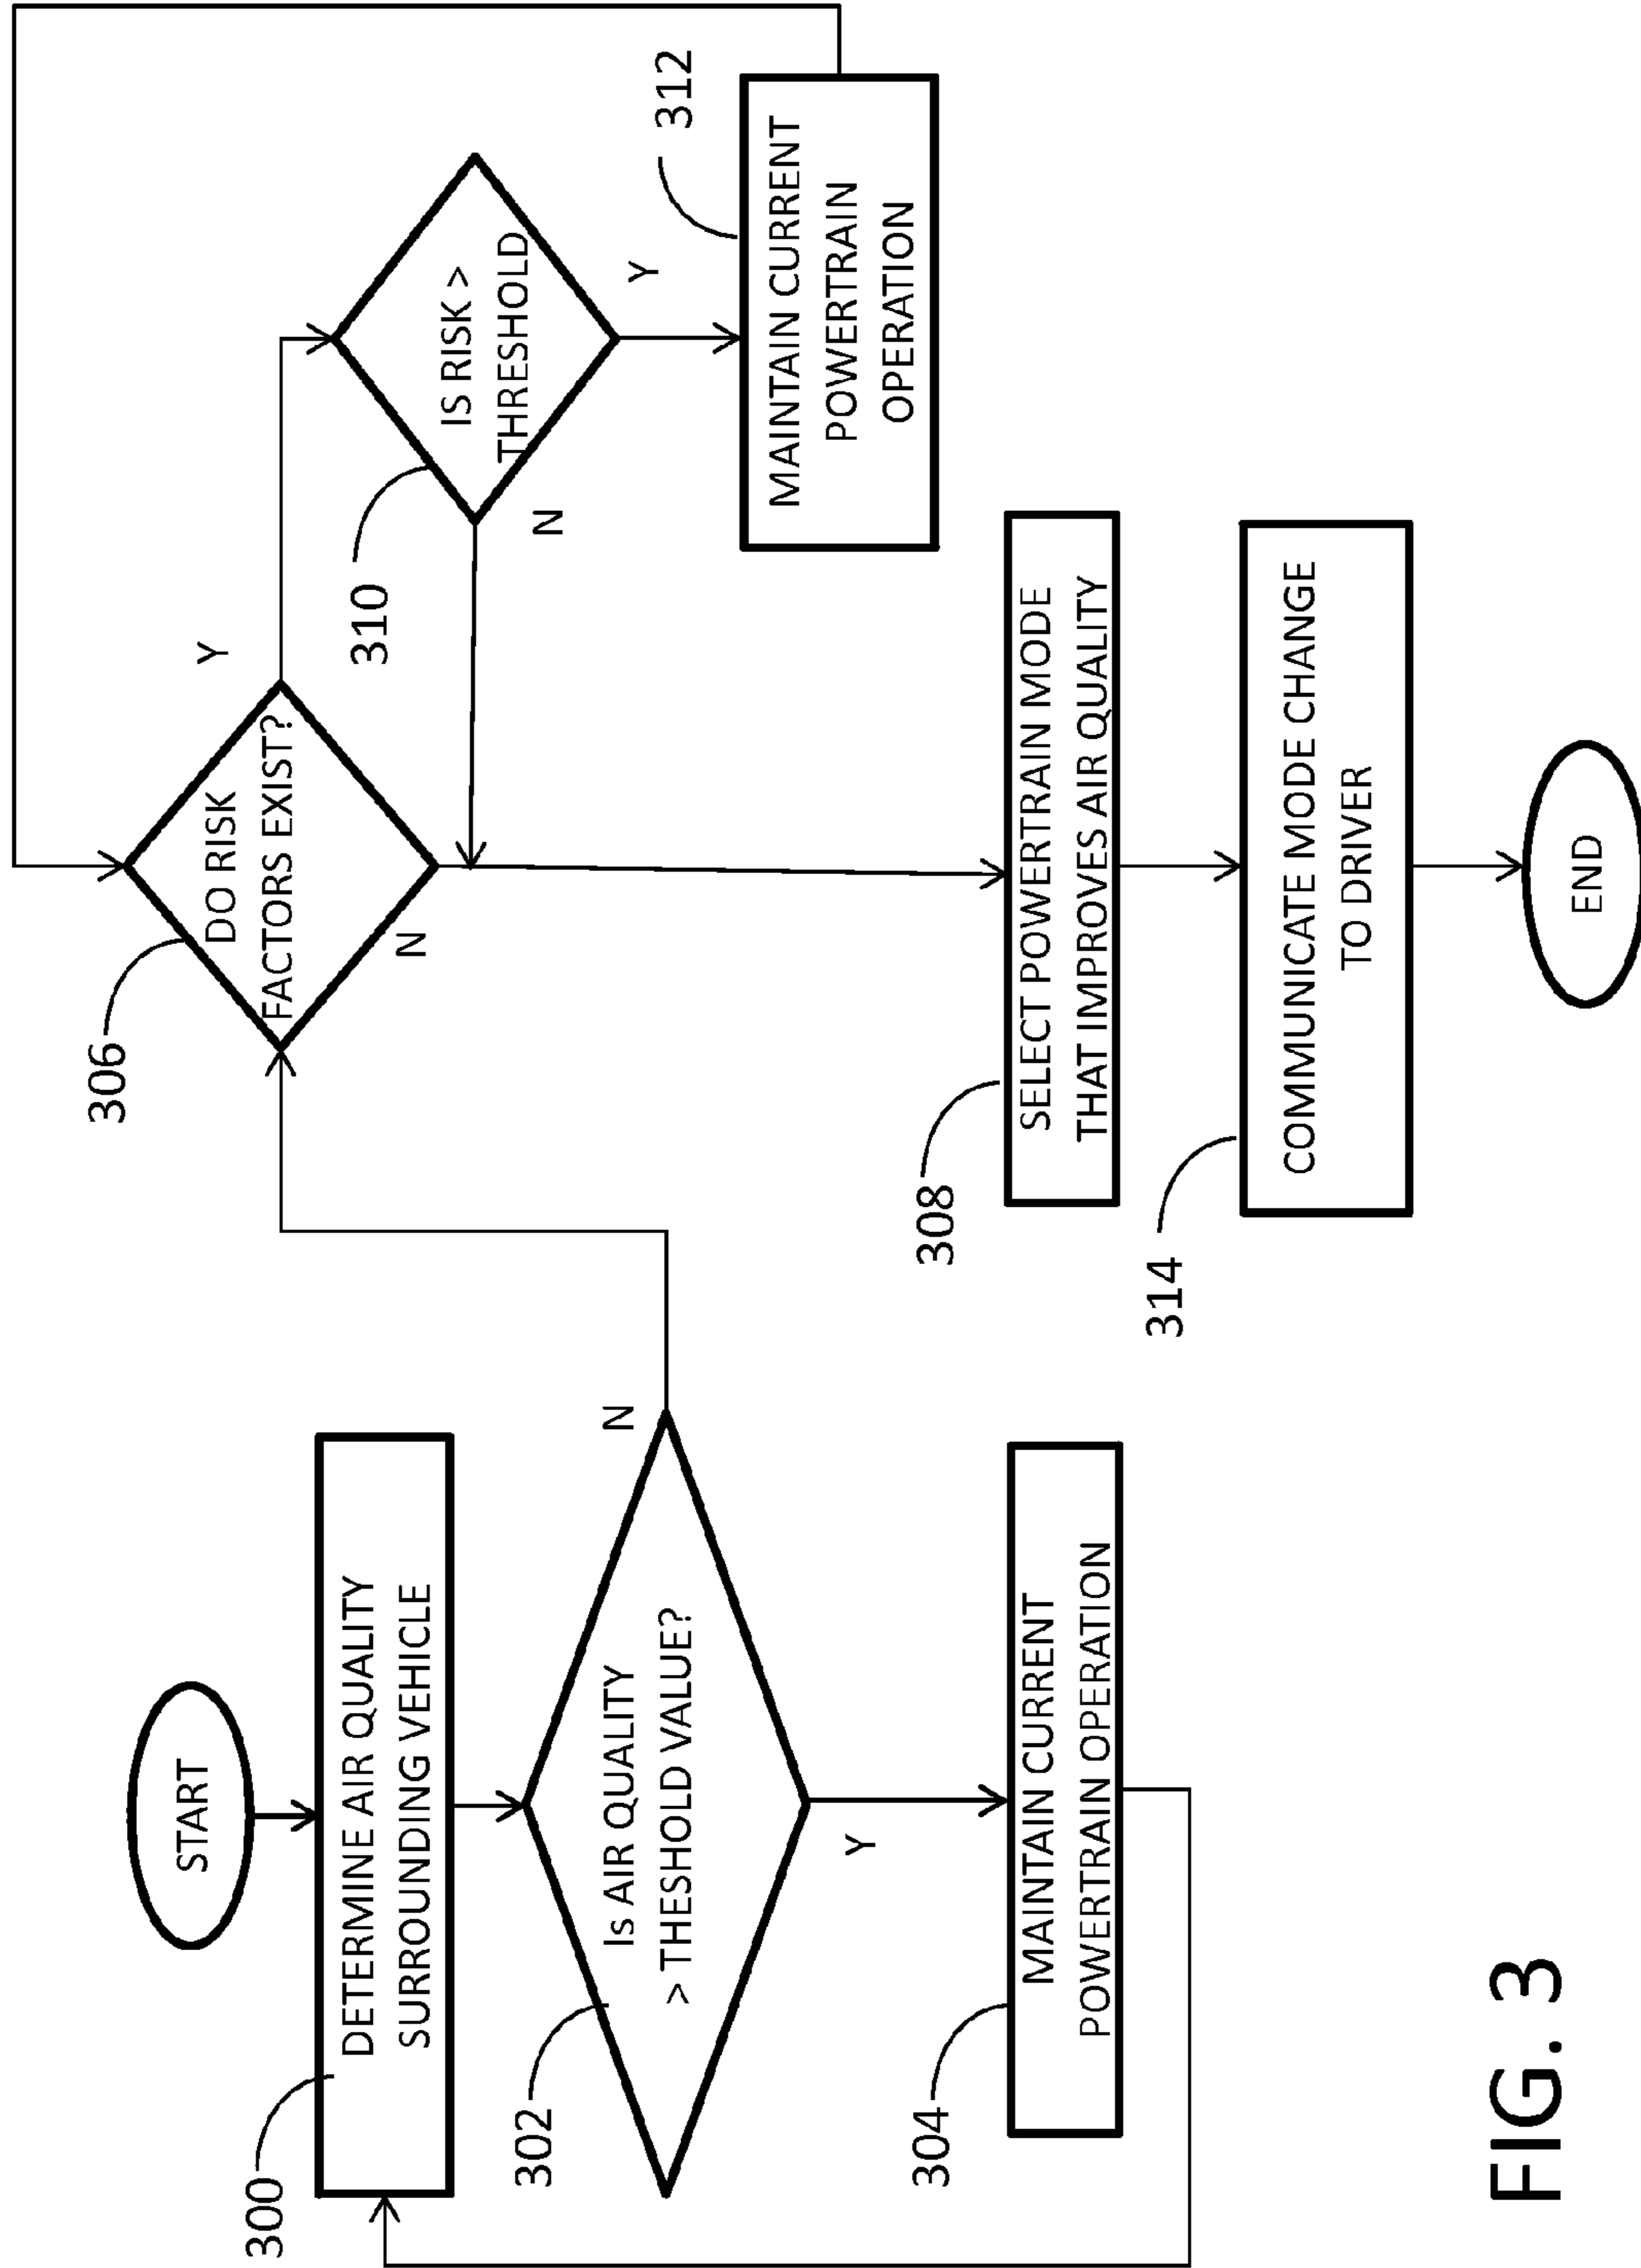 START
300
DETERMINE AIR QUALITY
SURROUNDING VEHICLE
302
Is AIR QUALITY
> THESHOLD VALUE?
N
Y
304
MAINTAIN CURRENT
POWERTRAIN OPERATION
306
DO RISK
FACTORS EXIST?
Y
N
310
IS RISK >
THRESHOLD
N
Y
312
MAINTAIN CURRENT
POWERTRAIN
OPERATION
308
SELECT POWERTRAIN MODE
THAT IMPROVES AIR QUALITY
314
COMMUNICATE MODE CHANGE
TO DRIVER
END
FIG. 3